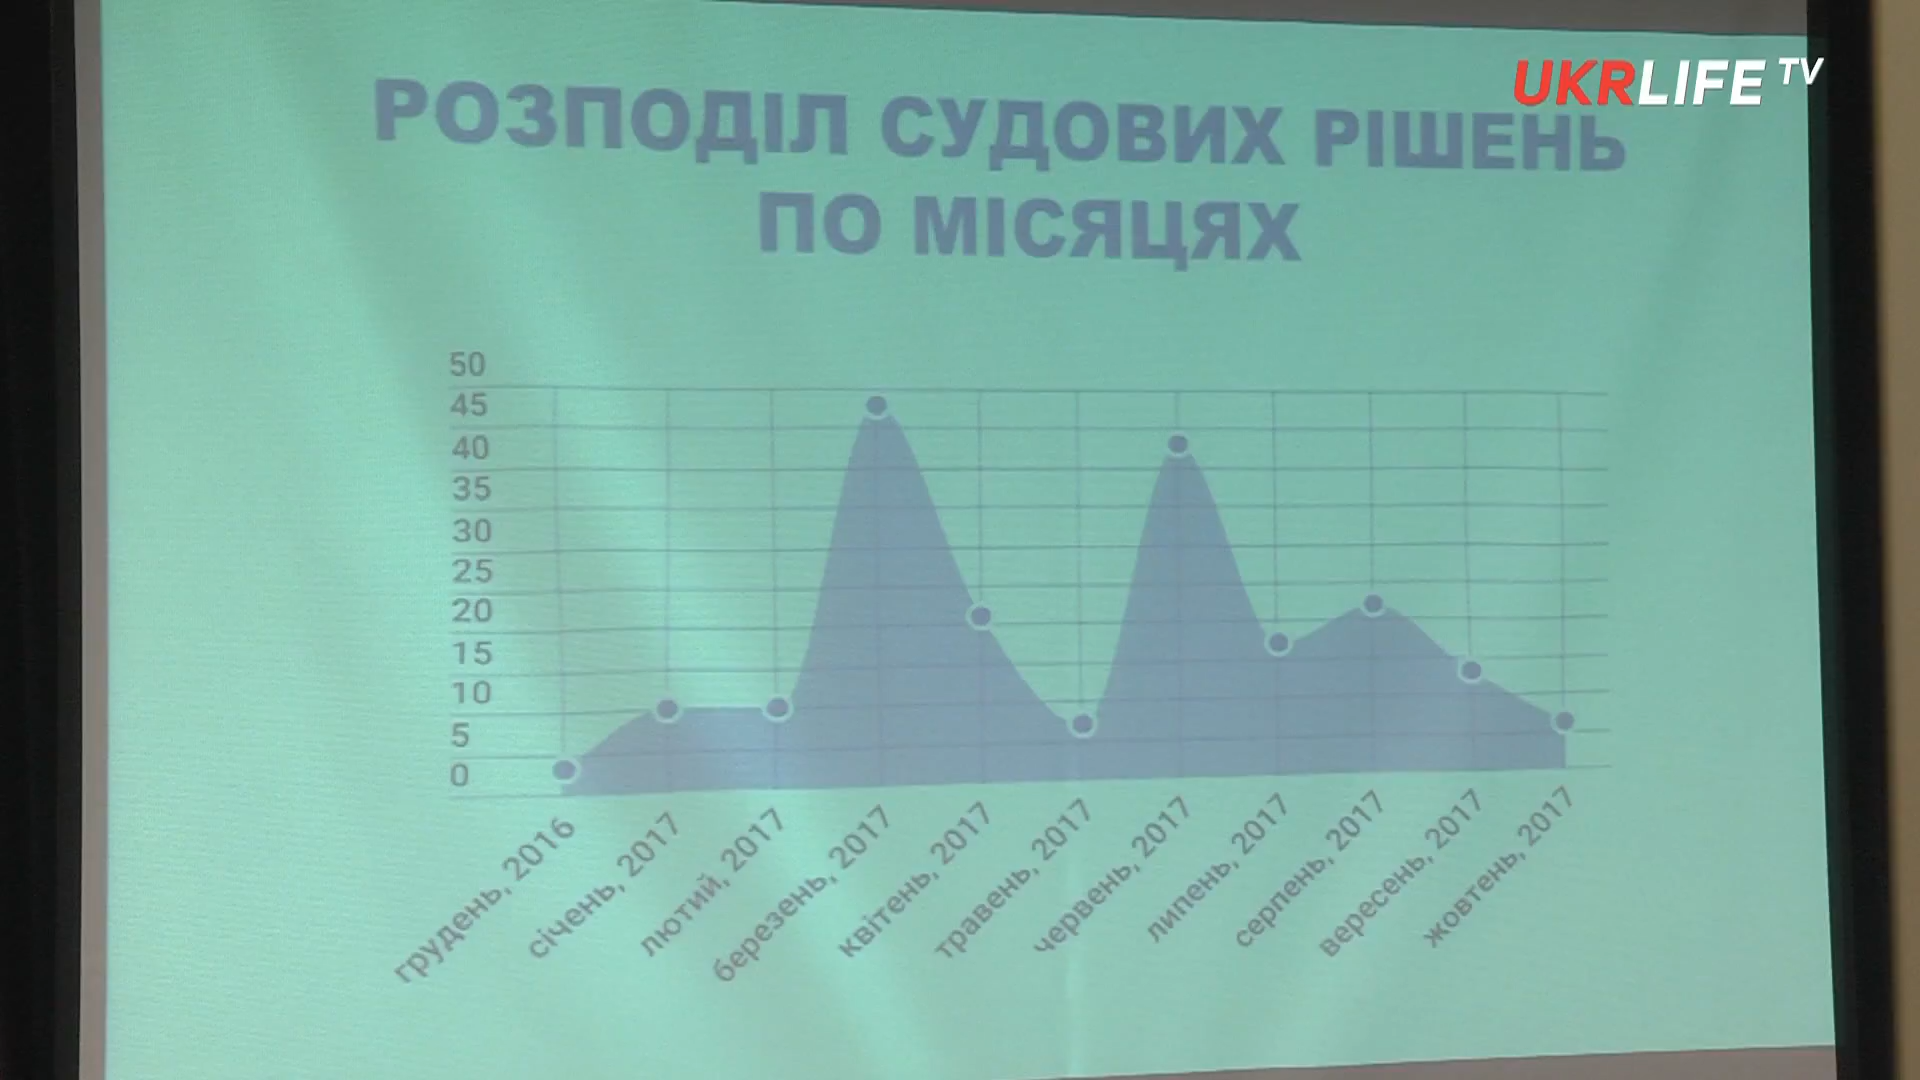 UKRLIFE TV
РОЗПОДІЛ СУДОВИХ РІШЕНЬ
ПО МІСЯЦЯХ
50
45
40
35
30
25
20
15
10
5
0
грудень, 2016
січень, 2017
лютий, 2017
березень, 2017
квітень, 2017
травень, 2017
червень, 2017
липень, 2017
серпень, 2017
вересень, 2017
жовтень, 2017